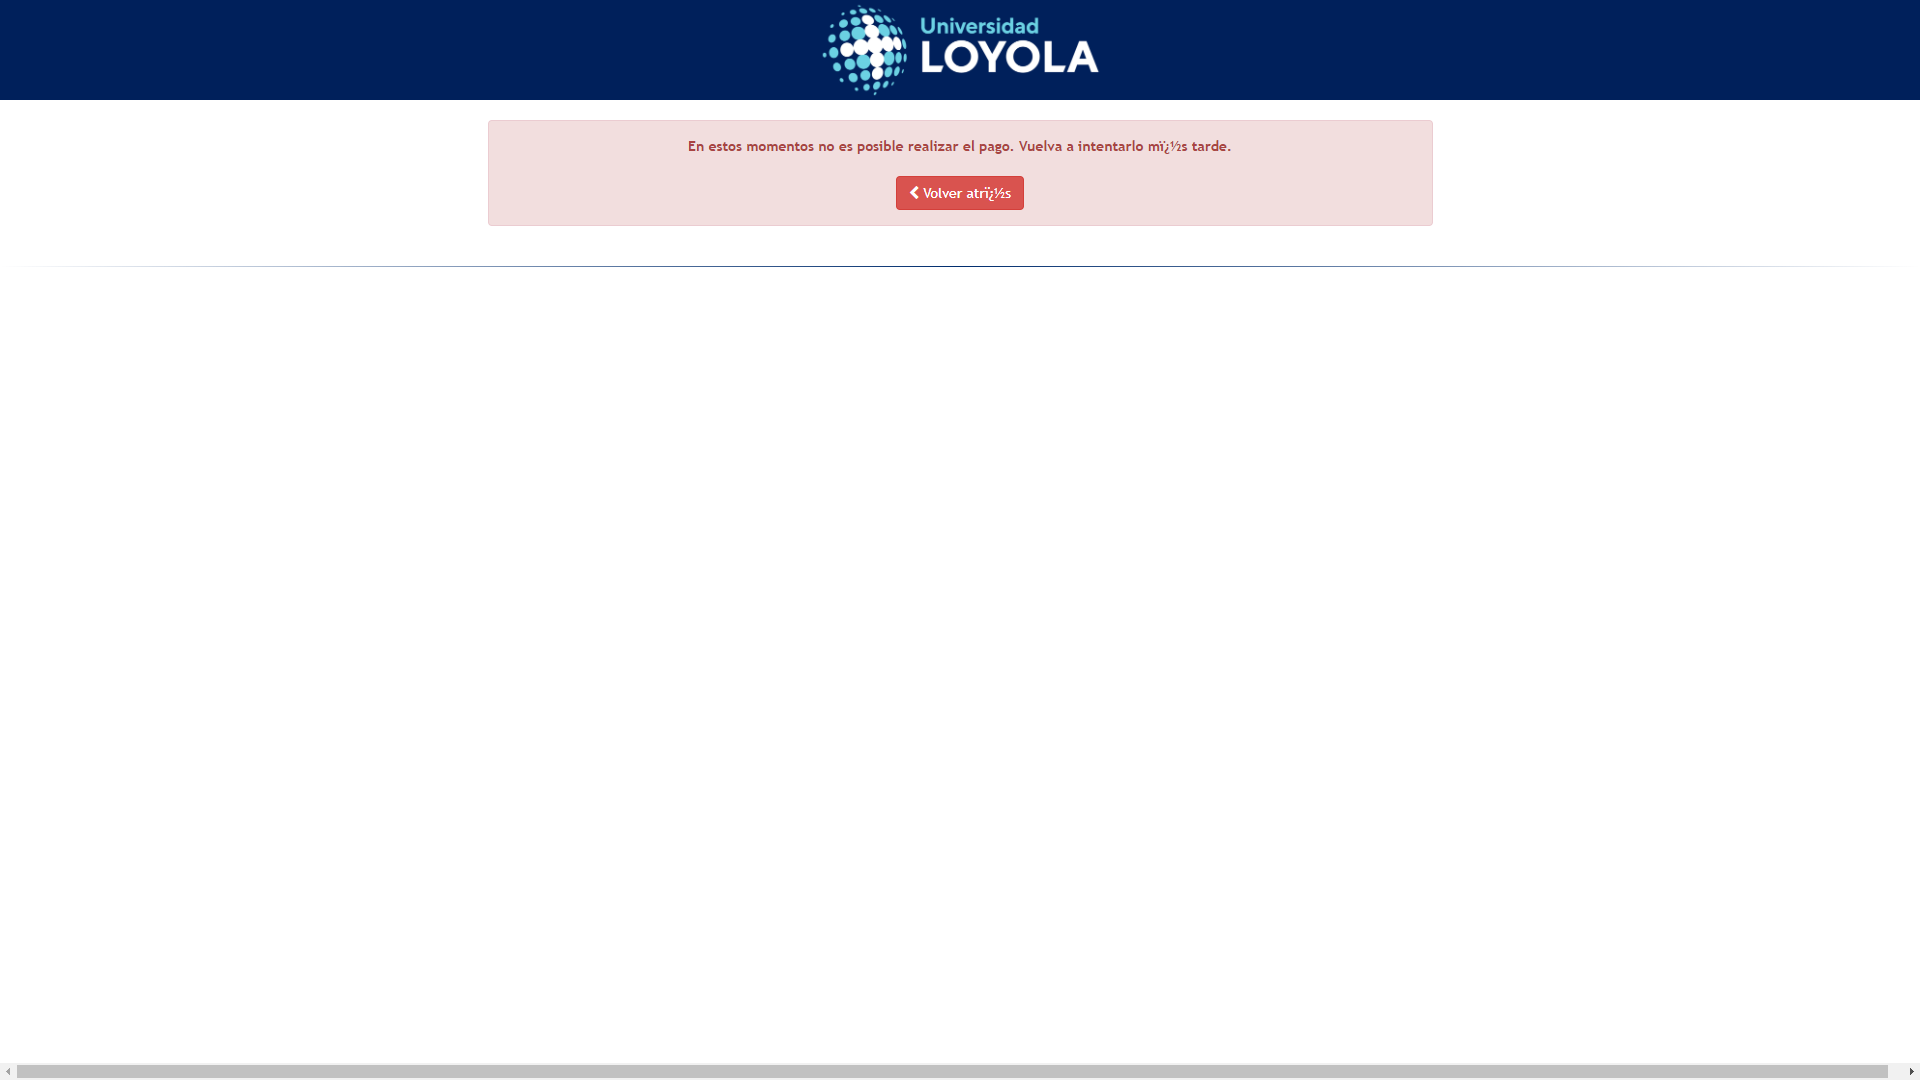 Universidad
LOYOLA
En estos momentos no es posible realizar el pago. Vuelva a intentarlo mï¿½s tarde.
Volver atrï¿½s